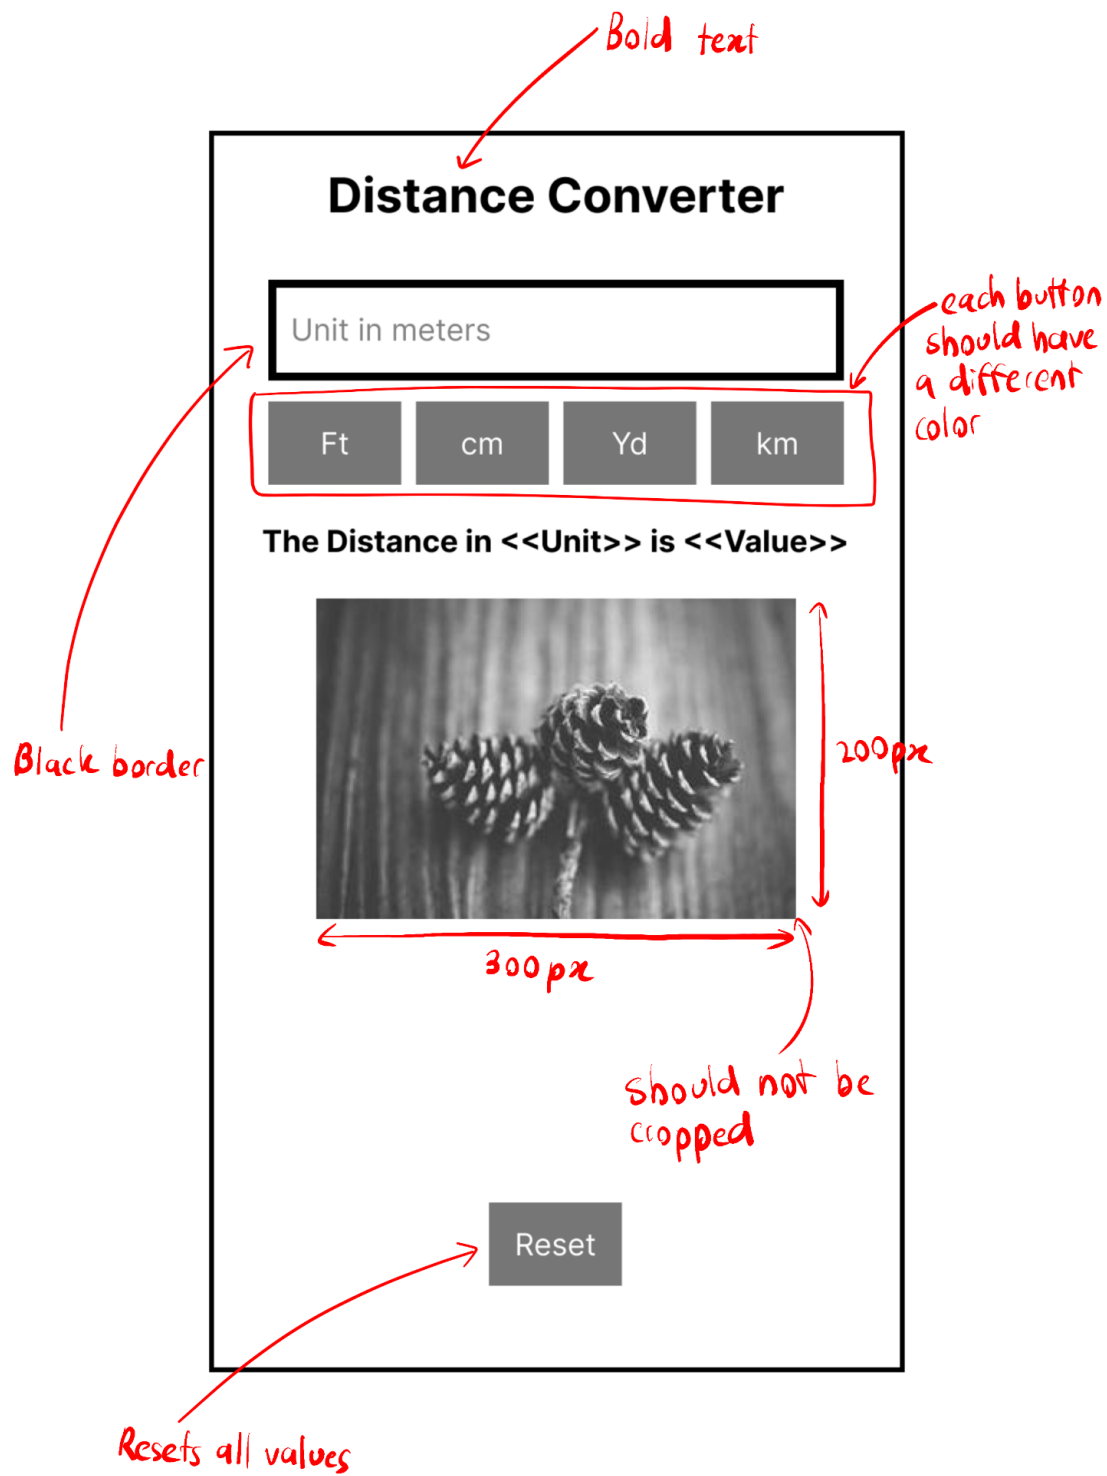 Bold text
Distance Converter
Unit in meters
each button
should have
a different
color
Ft cm Yd km
The Distance in <<Unit>> is <<Value>>
Black border
200px
300px
Should not be
cropped
Reset
Resets all values